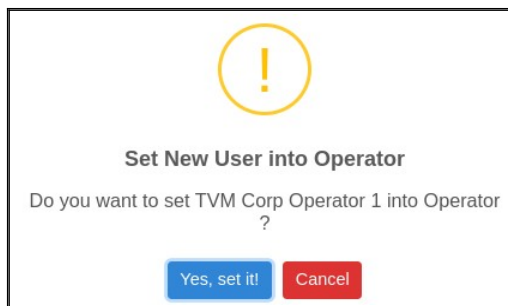 !
Set New User into Operator
Do you want to set TVM Corp Operator 1 into Operator
?
Yes, set it! Cancel